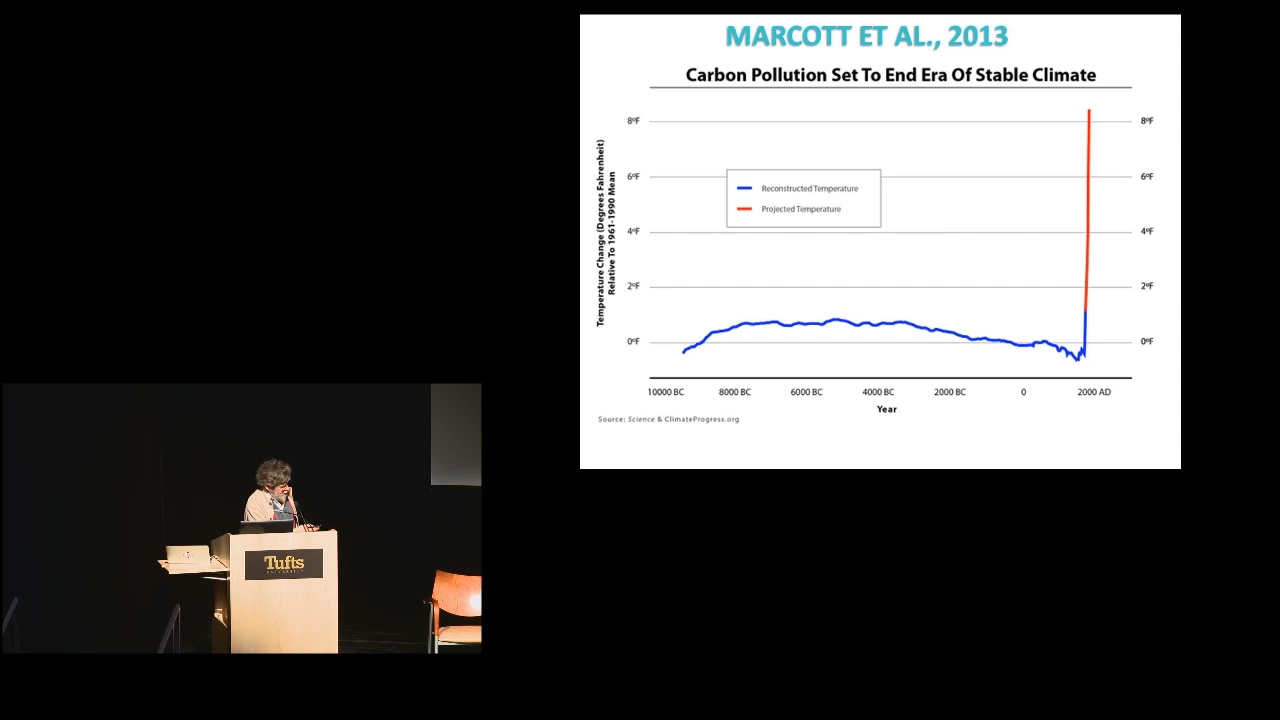 MARCOTT ET AL., 2013
Carbon Pollution Set To End Era Of Stable Climate
Temperature Change (Degrees Fahrenheit)
Relative To 1961-1990 Mean
8ºF
8ºF
6ºF
6ºF
4ºF
4ºF
2ºF
2ºF
0ºF
0ºF
Reconstructed Temperature
Projected Temperature
10000 BC 8000 BC 6000 BC 4000 BC 2000 BC 0 2000 AD
Year
Source: Science & ClimateProgress.org
Tufts
UNIVERSITY